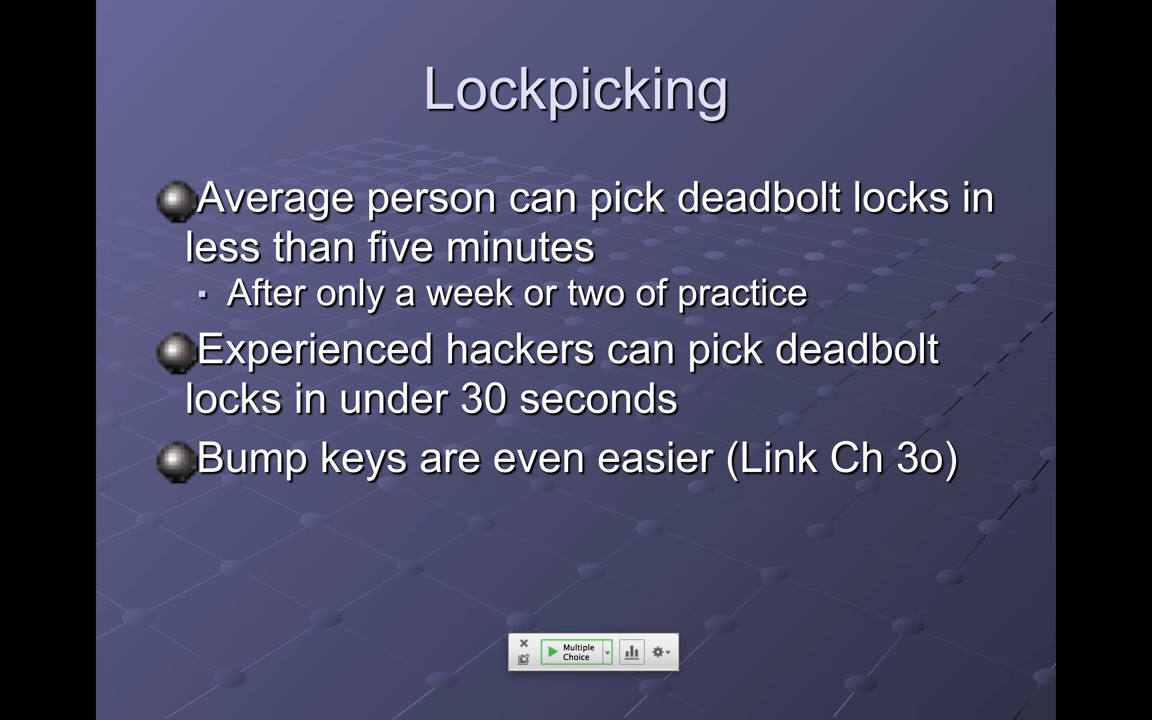 Lockpicking
Average person can pick deadbolt locks in
less than five minutes
After only a week or two of practice
Experienced hackers can pick deadbolt
locks in under 30 seconds
Bump keys are even easier (Link Ch 3o)
Multiple
Choice